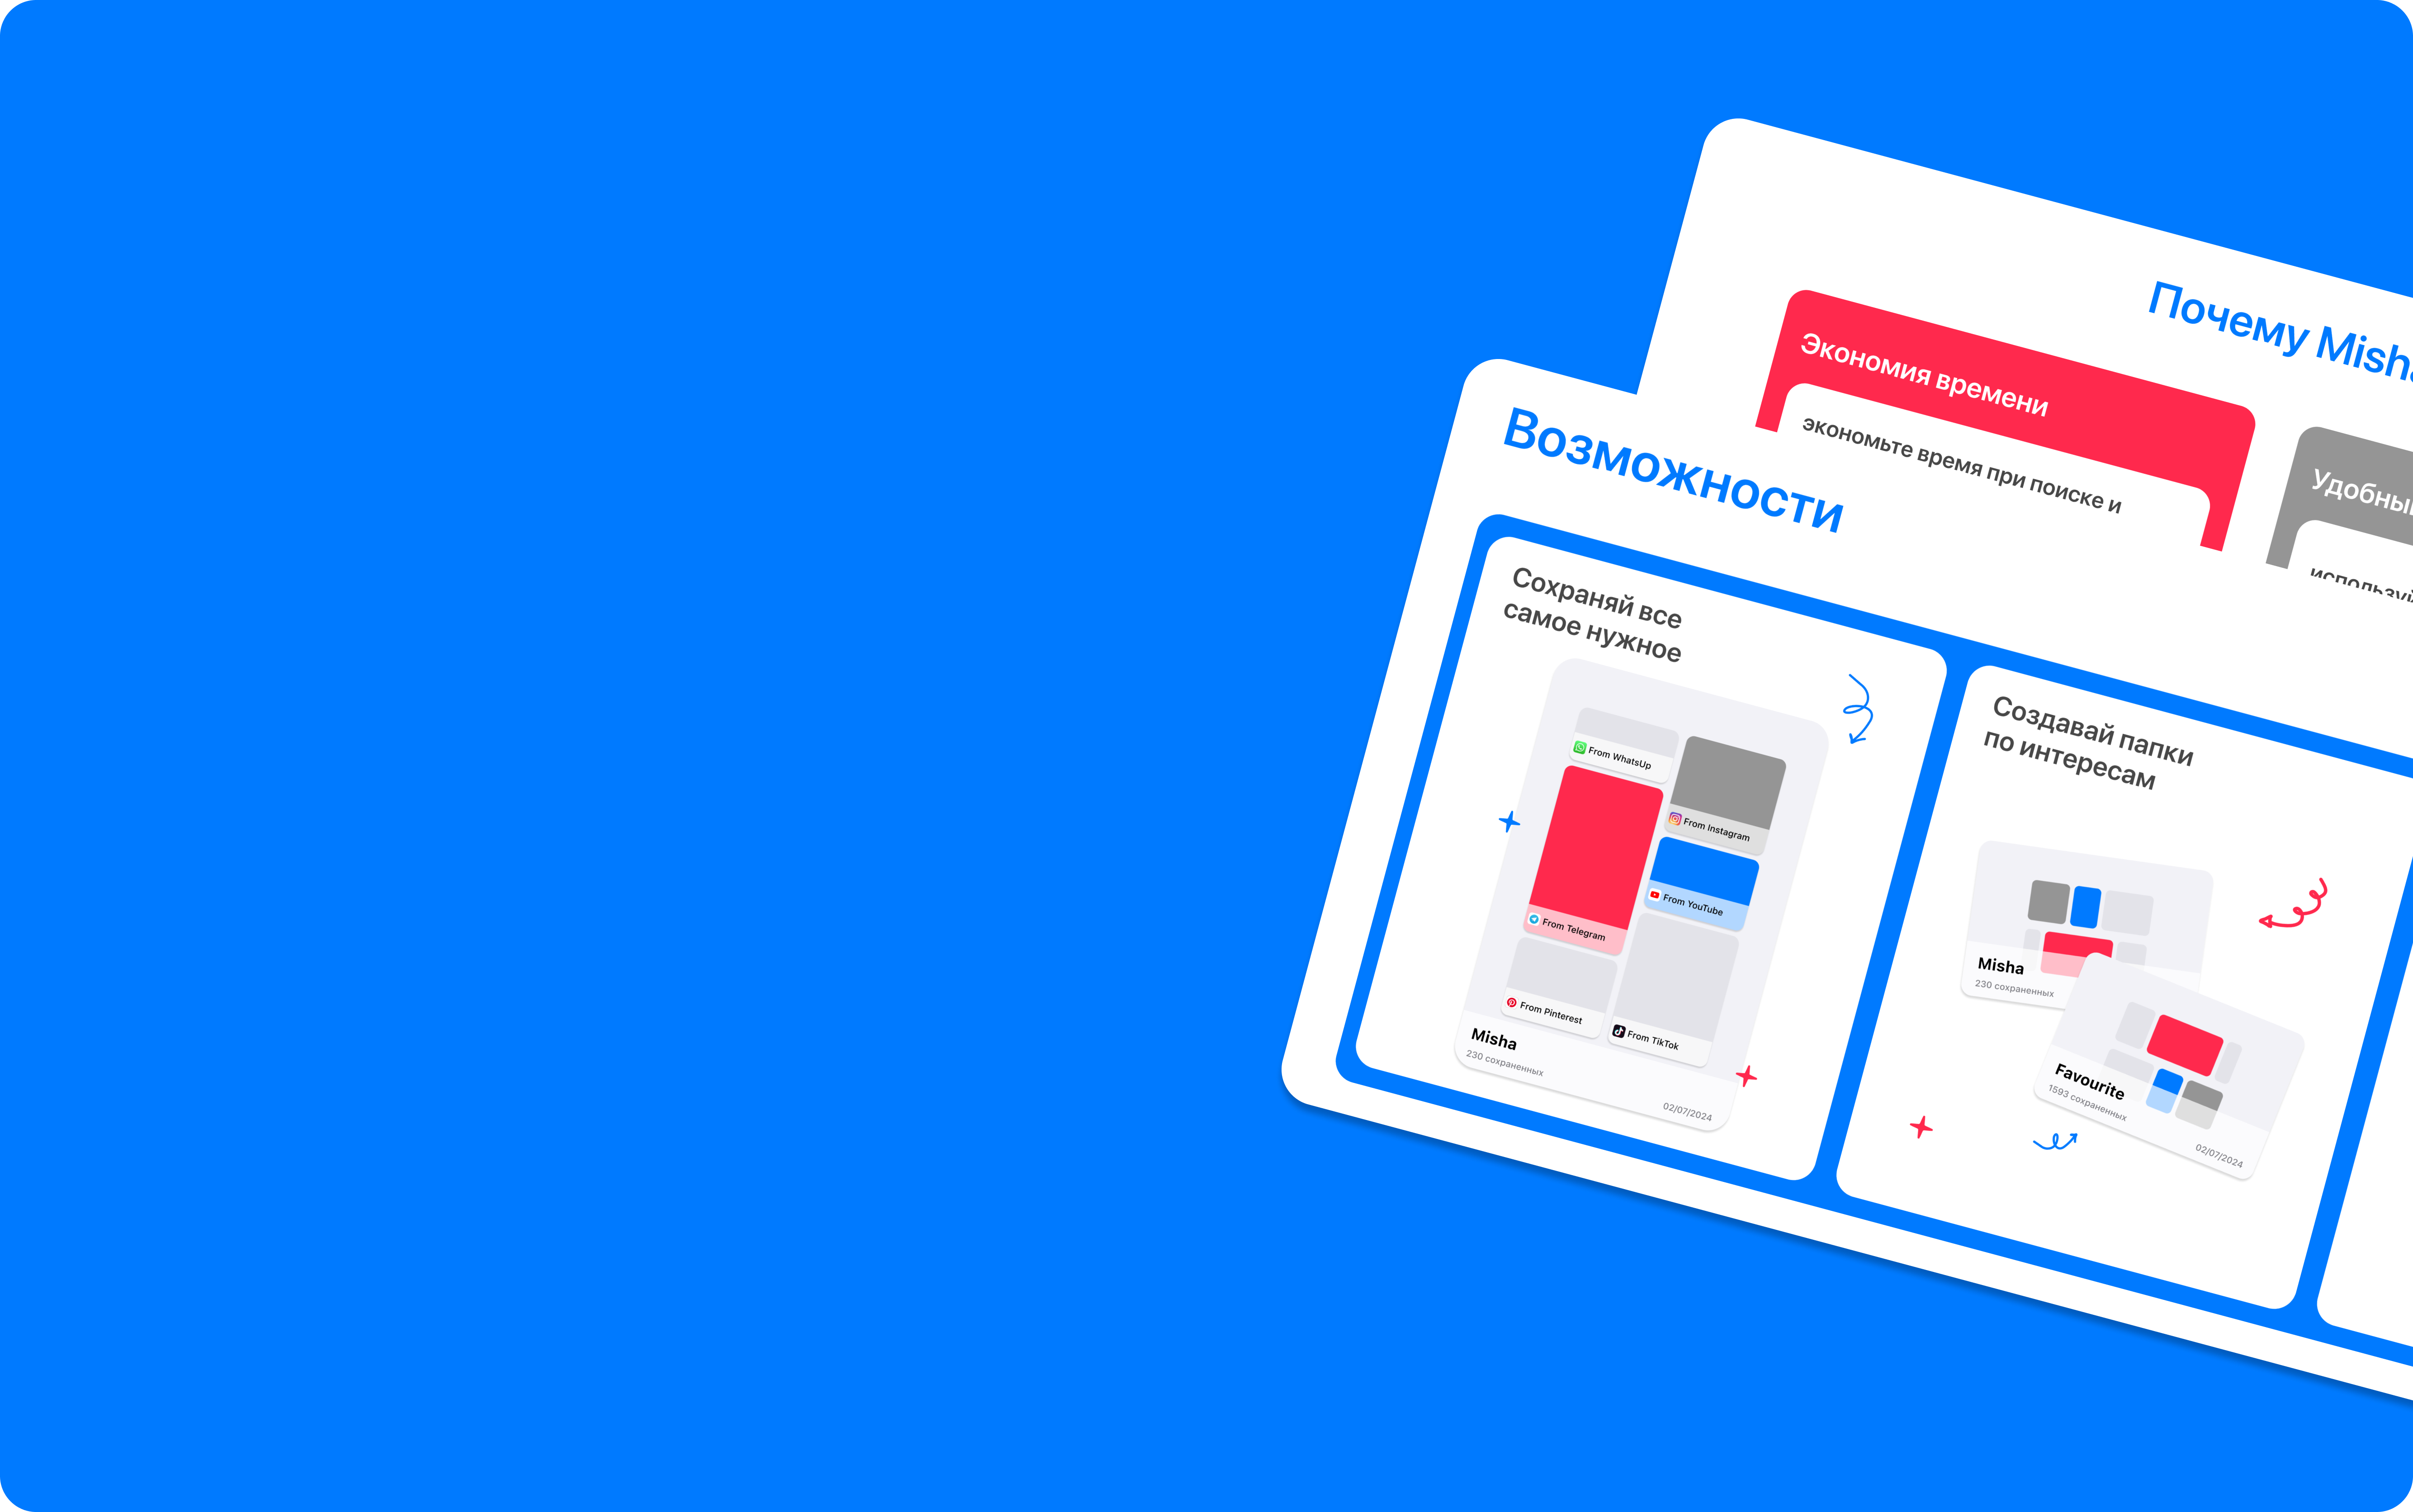 Почему Misha
Экономия времени
экономьте время при поиске и
Удобный
используй
Возможности
Сохраняй все
самое нужное
From WhatsUp
From Instagram
From Telegram
From YouTube
From Pinterest
From TikTok
Misha
230 сохраненных
02/07/2024
Создавай папки
по интересам
Misha
230 сохраненных
Favourite
1593 сохраненных
02/07/2024